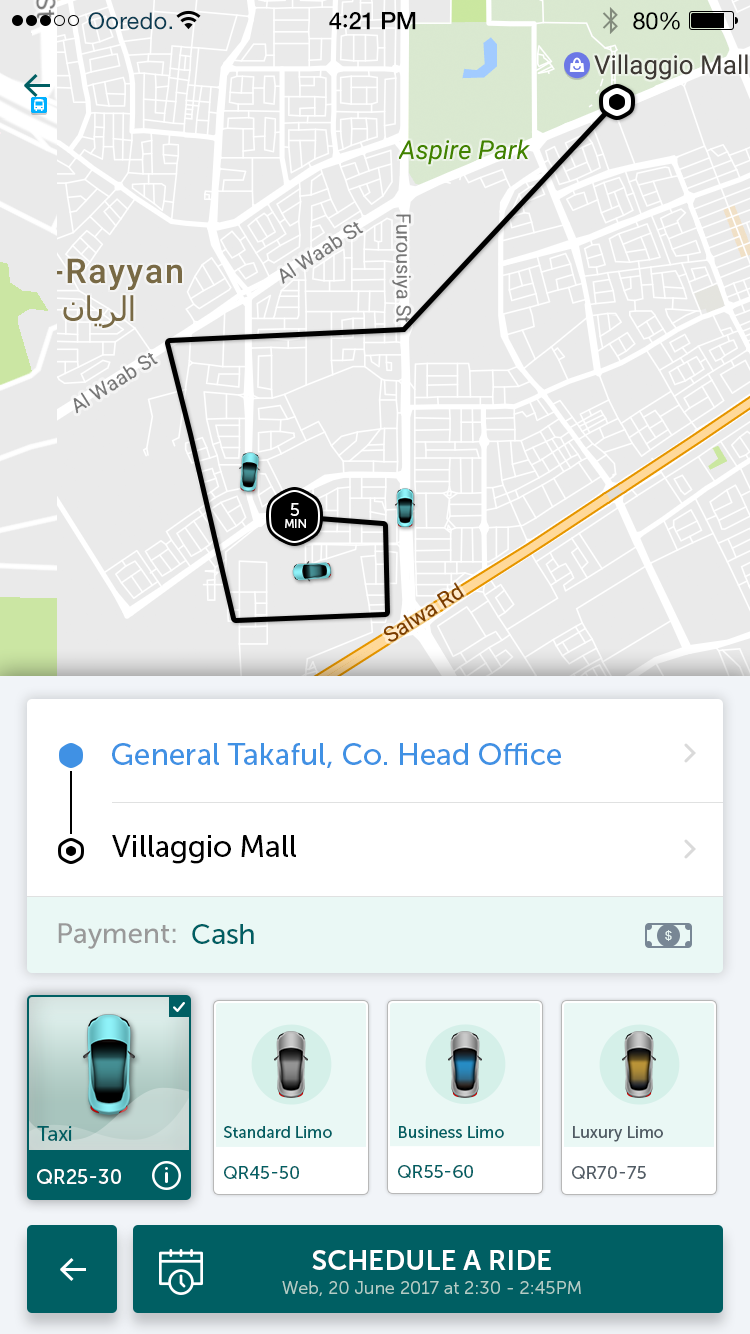 Ooredo.
4:21 PM
80%
Villaggio Mall
Aspire Park
Al Waab St
Furousiya St
-Rayyan
الريان
Al Waab St
5
MIN
Salwa Rd
General Takaful, Co. Head Office
Villaggio Mall
Payment: Cash
$
Taxi
QR25-30
Standard Limo
QR45-50
Business Limo
QR55-60
Luxury Limo
QR70-75
SCHEDULE A RIDE
Web, 20 June 2017 at 2:30 - 2:45PM